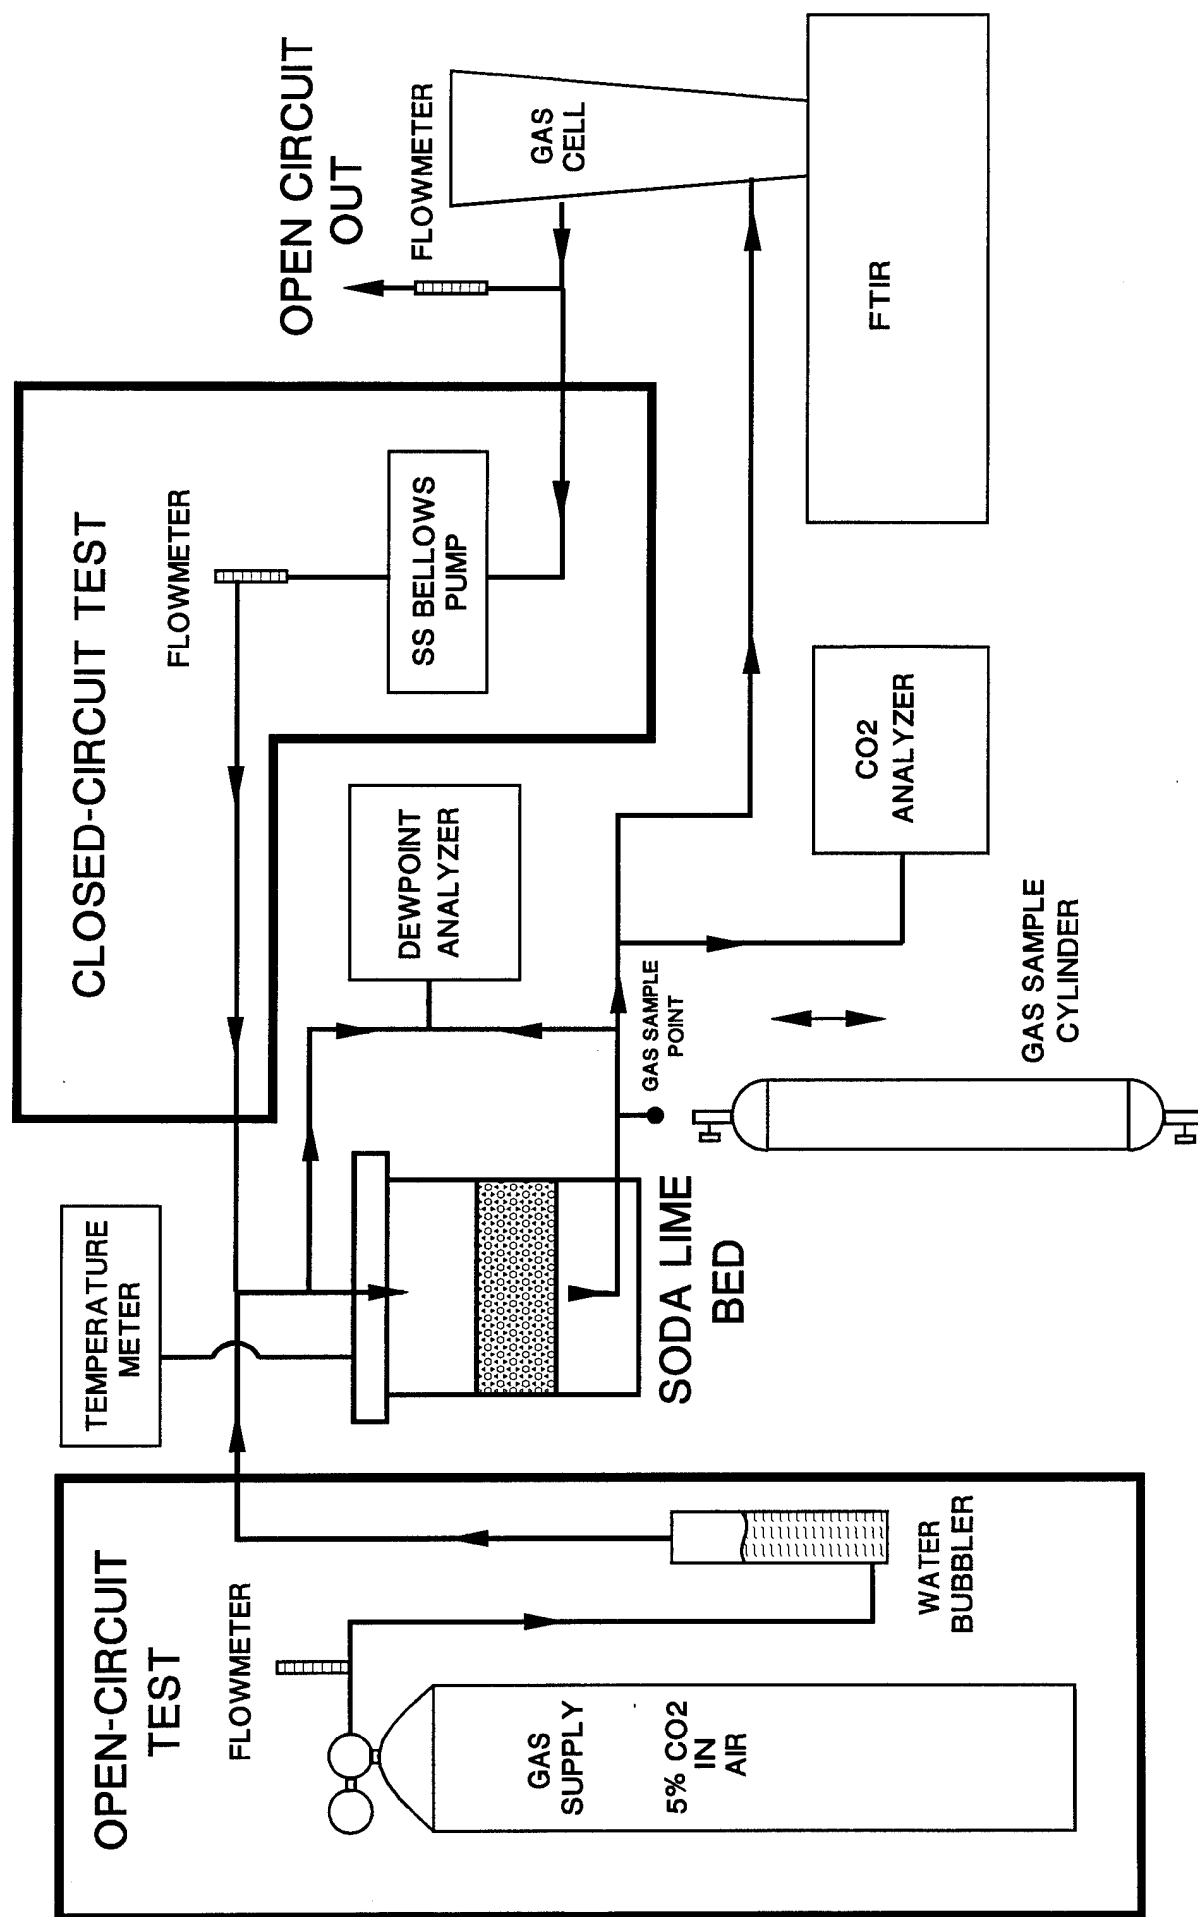 OPEN-CIRCUIT
TEST
FLOWMETER
GAS
SUPPLY
5% CO2
IN
AIR
WATER
BUBBLER
TEMPERATURE
METER
SODA LIME
BED
CLOSED-CIRCUIT TEST
FLOWMETER
SS BELLOWS
PUMP
DEWPOINT
ANALYZER
GAS SAMPLE
POINT
GAS SAMPLE
CYLINDER
CO2
ANALYZER
OPEN CIRCUIT
OUT
FLOWMETER
GAS
CELL
FTIR